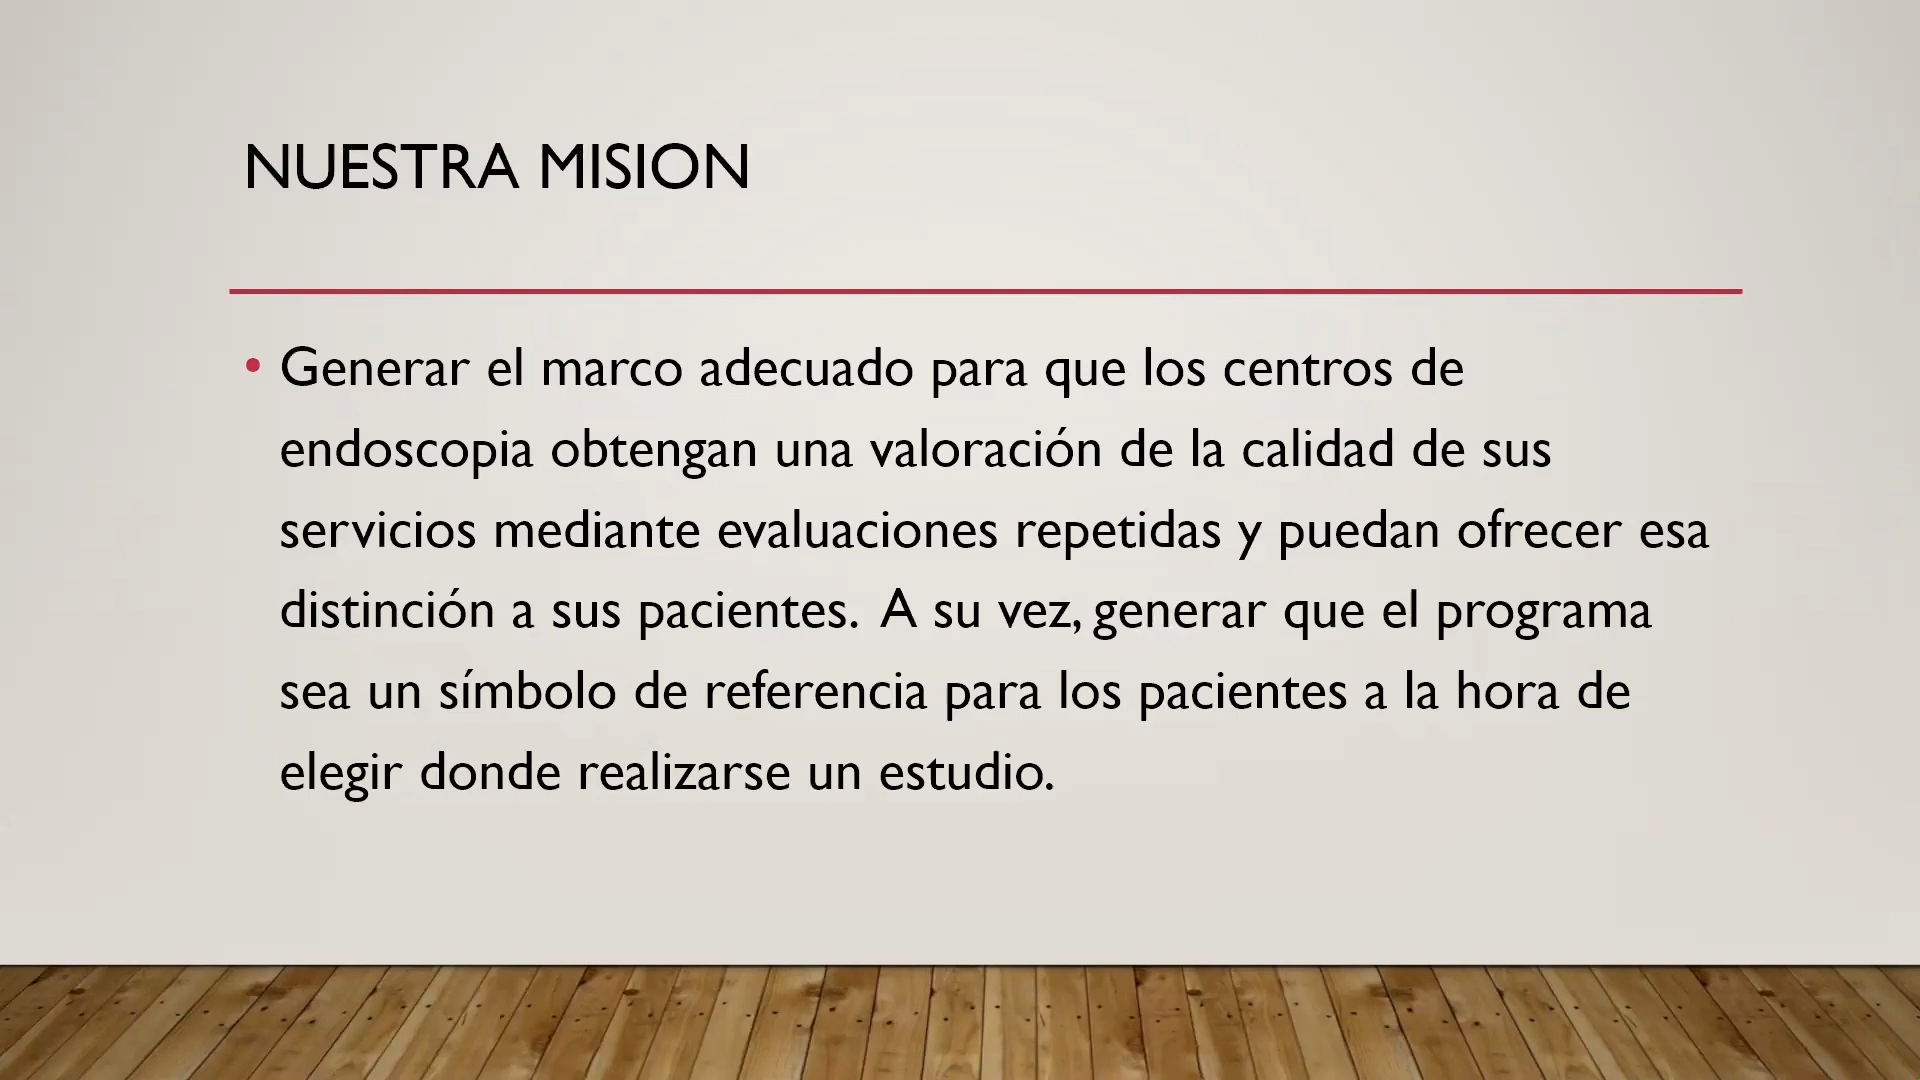 NUESTRA MISION
• Generar el marco adecuado para que los centros de
endoscopia obtengan una valoración de la calidad de sus
servicios mediante evaluaciones repetidas y puedan ofrecer esa
distinción a sus pacientes.  A su vez, generar que el programa
sea un símbolo de referencia para los pacientes a la hora de
elegir donde realizarse un estudio.